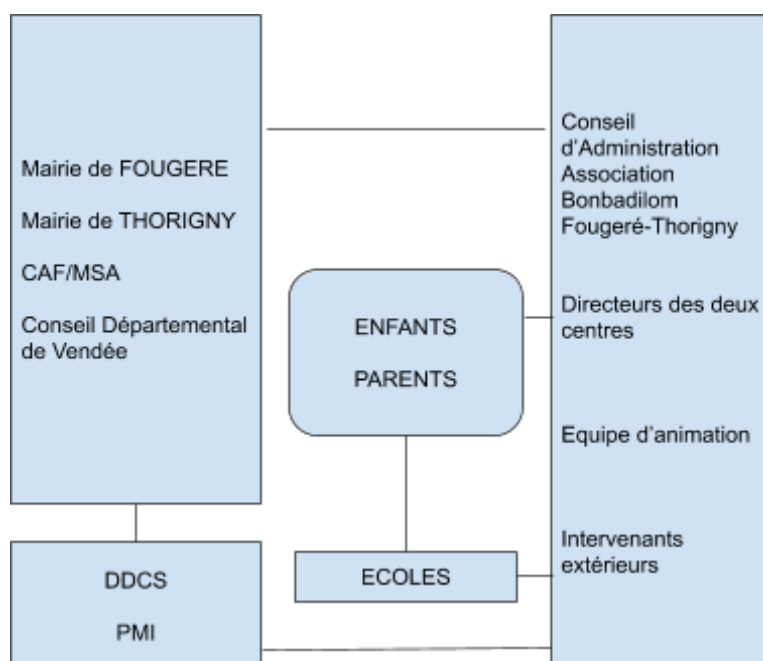 Mairie de FOUGERE
Mairie de THORIGNY
CAF/MSA
Conseil Départemental
de Vendée
DDCS
PMI
ENFANTS
PARENTS
ECOLES
Conseil
d'Administration
Association
Bonbadilom
Fougeré-Thorigny
Directeurs des deux
centres
Equipe d'animation
Intervenants
extérieurs